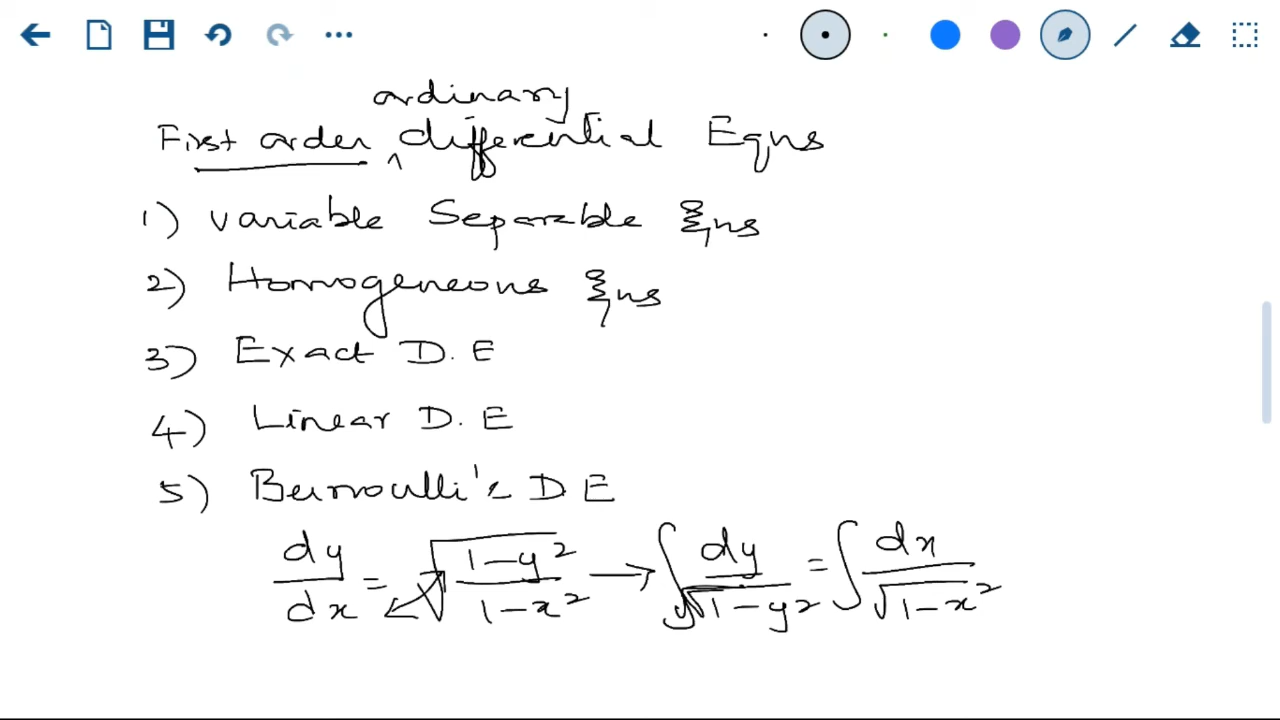 ordinary
First order ^ differential Eqns
1) Variable Separable Eqns
2) Homogeneous Eqns
3) Exact D.E
4) Linear D.E
5) Bernoulli's D E
dy/dx = √(1-y²/1-x²) → ∫ dy/√(1-y²) = ∫ dx/√(1-x²)